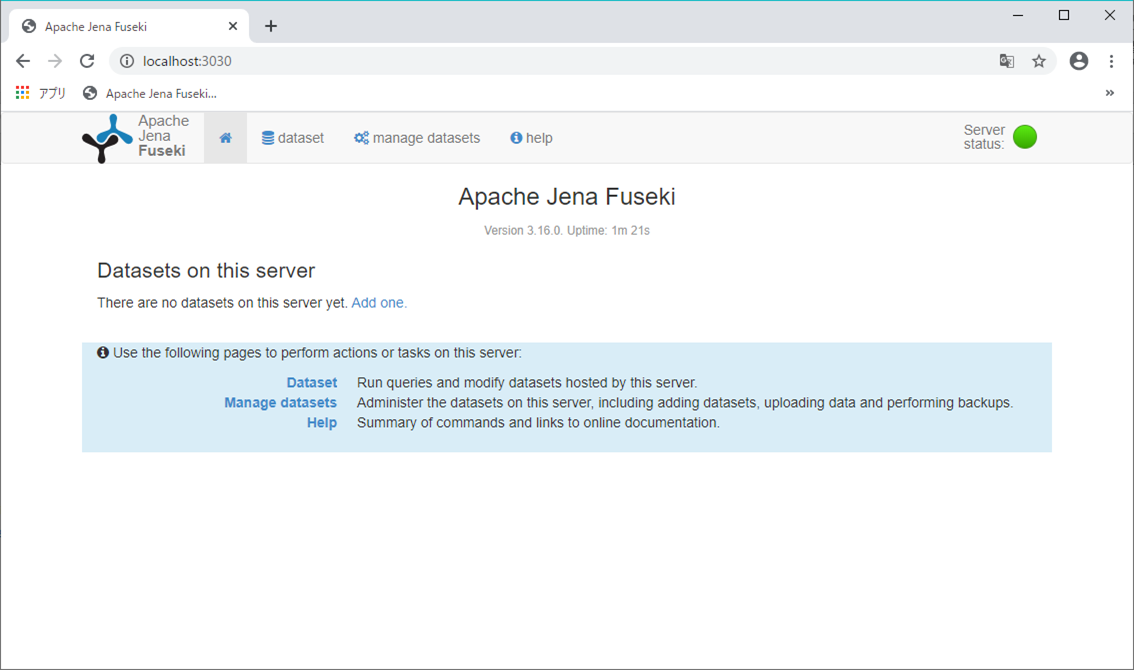 Apache Jena Fuseki
localhost:3030
アプリ Apache Jena Fuseki...
Apache
Jena
Fuseki
dataset manage datasets help
Server
status:
Apache Jena Fuseki
Version 3.16.0. Uptime: 1m 21s
Datasets on this server
There are no datasets on this server yet. Add one.
Use the following pages to perform actions or tasks on this server:
Dataset Run queries and modify datasets hosted by this server.
Manage datasets Administer the datasets on this server, including adding datasets, uploading data and performing backups.
Help Summary of commands and links to online documentation.